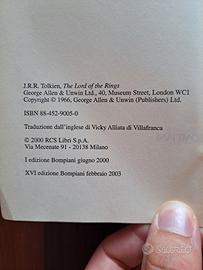 J.R.R. Tolkien, The Lord of the Rings
George Allen & Unwin Ltd., 40, Museum Street, London WC1
Copyright © 1966, George Allen & Unwin (Publishers) Ltd.
ISBN 88-452-9005-0
Traduzione dall'inglese di Vicky Alliata di Villafranca
© 2000 RCS Libri S.p.A.
Via Mecenate 91 - 20138 Milano
I edizione Bompiani giugno 2000
XVI edizione Bompiani febbraio 2003
subito